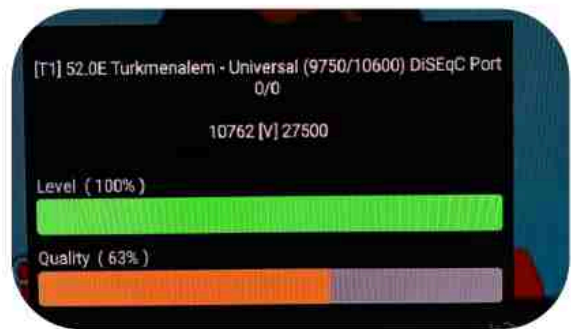 [T1] 52.0E Turkmenalem - Universal (9750/10600) DiSEqC Port
0/0
10762 [V] 27500
Level ( 100% )
Quality ( 63% )